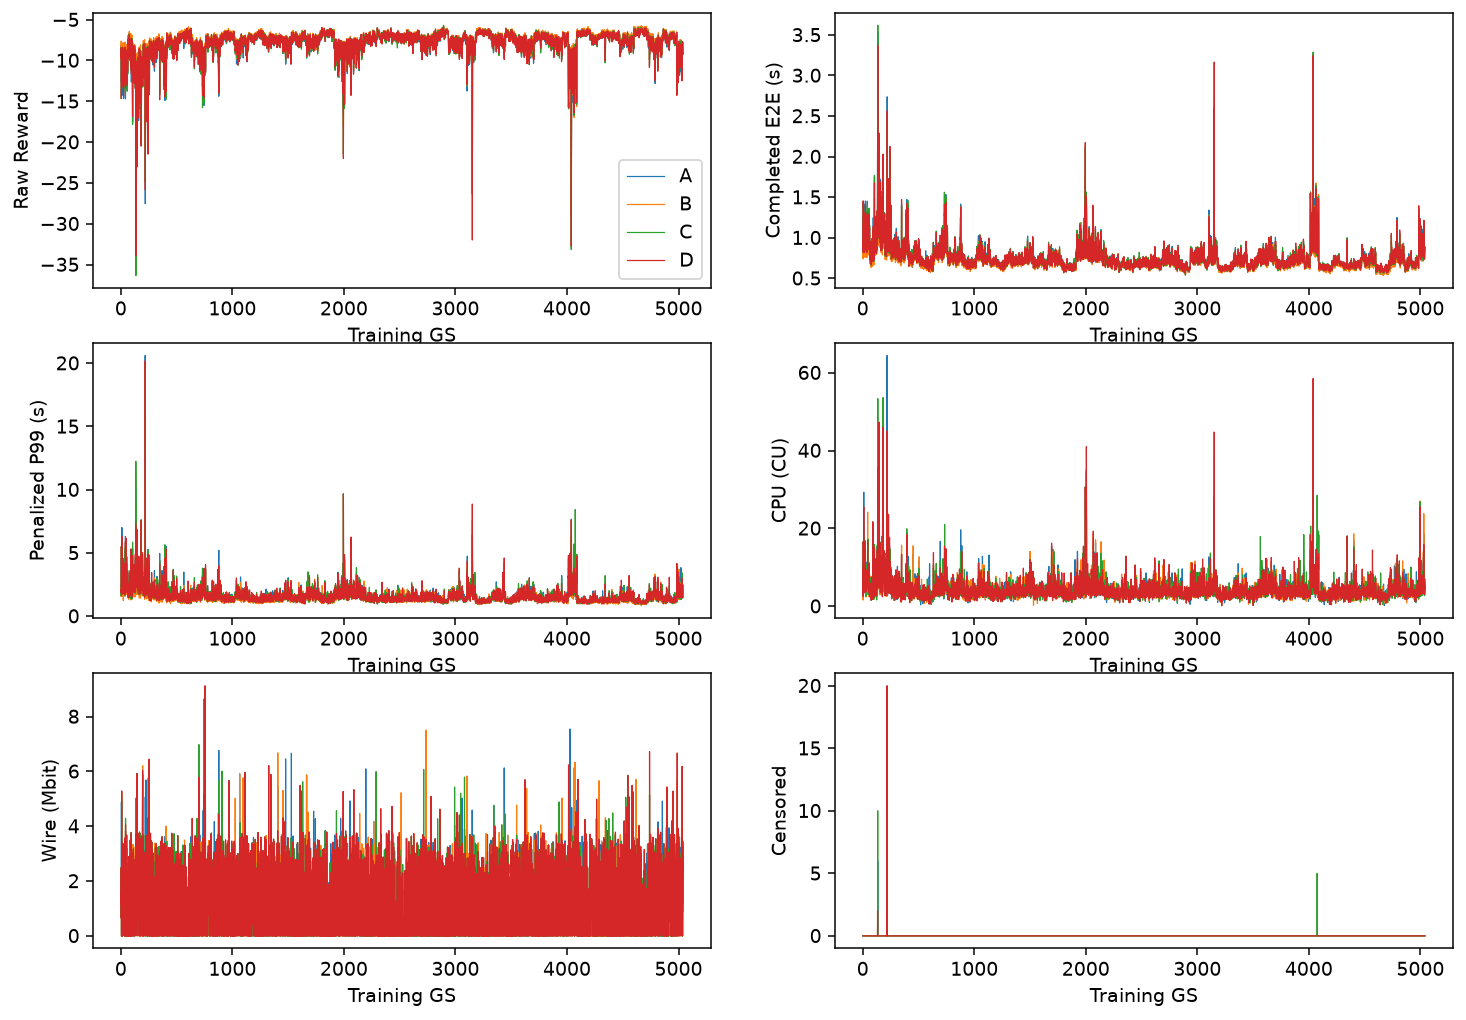 Raw Reward
−5
−10
−15
−20
−25
−30
−35
0 1000 2000 3000 4000 5000
Training GS
A
B
C
D
Completed E2E (s)
3.5
3.0
2.5
2.0
1.5
1.0
0.5
0 1000 2000 3000 4000 5000
Training GS
Penalized P99 (s)
20
15
10
5
0
0 1000 2000 3000 4000 5000
Training GS
CPU (CU)
60
40
20
0
0 1000 2000 3000 4000 5000
Training GS
Wire (Mbit)
8
6
4
2
0
0 1000 2000 3000 4000 5000
Training GS
Censored
20
15
10
5
0
0 1000 2000 3000 4000 5000
Training GS